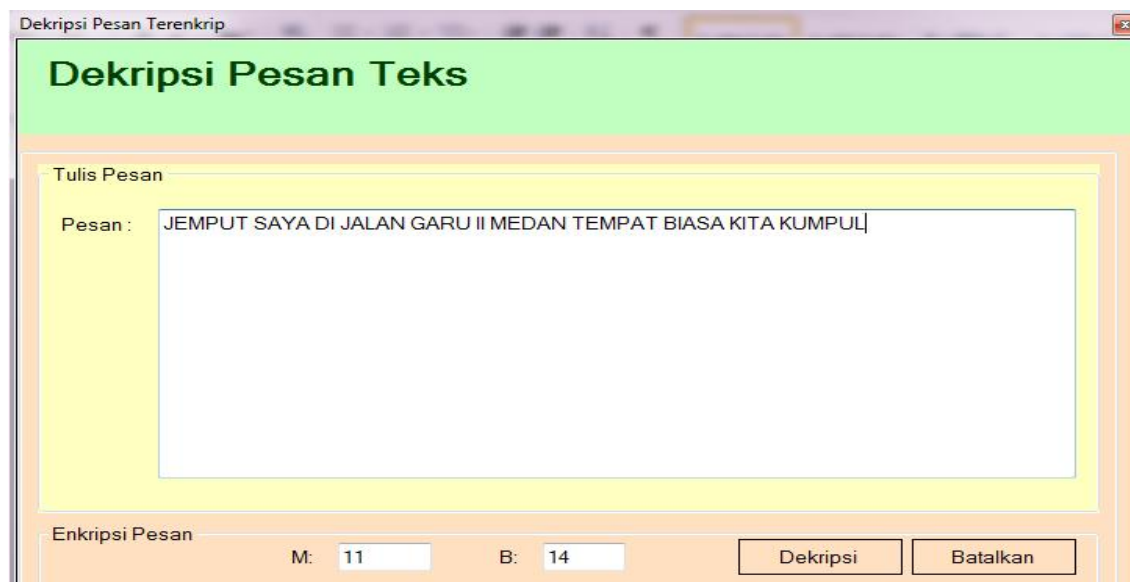 Dekripsi Pesan Terenkrip
Dekripsi Pesan Teks
Tulis Pesan
Pesan : JEMPUT SAYA DI JALAN GARU II MEDAN TEMPAT BIASA KITA KUMPUL
Enkripsi Pesan
M: 11 B: 14 Dekripsi Batalkan